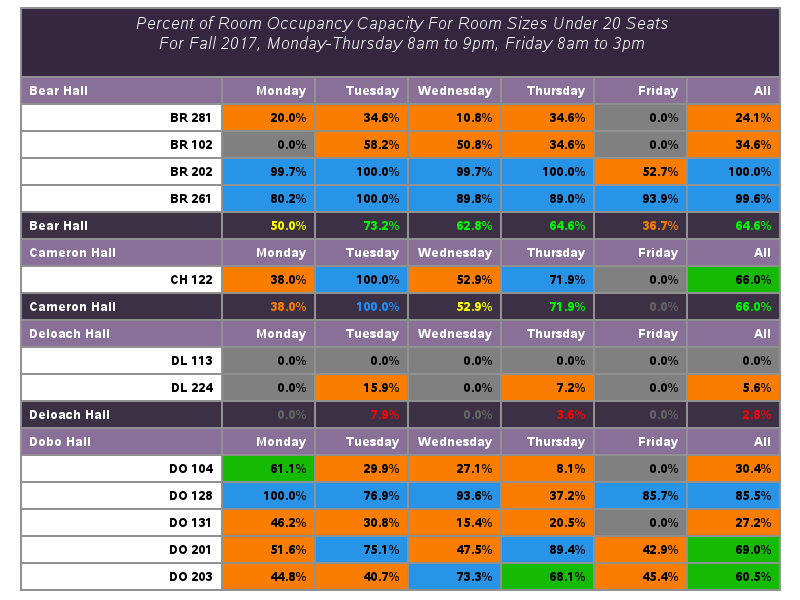 Percent of Room Occupancy Capacity For Room Sizes Under 20 Seats
For Fall 2017, Monday-Thursday 8am to 9pm, Friday 8am to 3pm
Bear Hall Monday Tuesday Wednesday Thursday Friday All
BR 281 20.0% 34.6% 10.8% 34.6% 0.0% 24.1%
BR 102 0.0% 58.2% 50.8% 34.6% 0.0% 34.6%
BR 202 99.7% 100.0% 99.7% 100.0% 52.7% 100.0%
BR 261 80.2% 100.0% 89.8% 89.0% 93.9% 99.6%
Bear Hall 50.0% 73.2% 62.8% 64.6% 36.7% 64.6%
Cameron Hall Monday Tuesday Wednesday Thursday Friday All
CH 122 38.0% 100.0% 52.9% 71.9% 0.0% 66.0%
Cameron Hall 38.0% 100.0% 52.9% 71.9% 0.0% 66.0%
Deloach Hall Monday Tuesday Wednesday Thursday Friday All
DL 113 0.0% 0.0% 0.0% 0.0% 0.0% 0.0%
DL 224 0.0% 15.9% 0.0% 7.2% 0.0% 5.6%
Deloach Hall 0.0% 7.9% 0.0% 3.6% 0.0% 2.8%
Dobo Hall Monday Tuesday Wednesday Thursday Friday All
DO 104 61.1% 29.9% 27.1% 8.1% 0.0% 30.4%
DO 128 100.0% 76.9% 93.6% 37.2% 85.7% 85.5%
DO 131 46.2% 30.8% 15.4% 20.5% 0.0% 27.2%
DO 201 51.6% 75.1% 47.5% 89.4% 42.9% 69.0%
DO 203 44.8% 40.7% 73.3% 68.1% 45.4% 60.5%